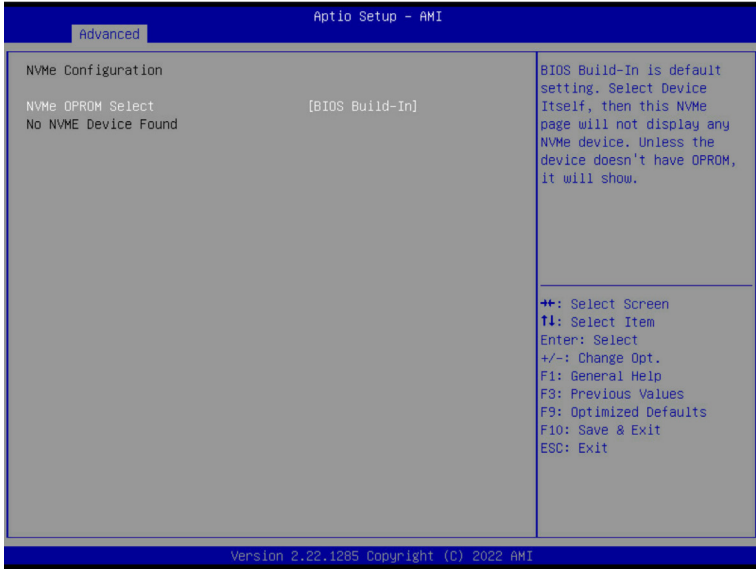 Aptio Setup – AMI
Advanced
NVMe Configuration
NVMe OPROM Select [BIOS Build-In]
No NVME Device Found
BIOS Build-In is default
setting. Select Device
Itself, then this NVMe
page will not display any
NVMe device. Unless the
device doesn't have OPROM,
it will show.
→←: Select Screen
↑↓: Select Item
Enter: Select
+/-: Change Opt.
F1: General Help
F3: Previous Values
F9: Optimized Defaults
F10: Save & Exit
ESC: Exit
Version 2.22.1285 Copyright (C) 2022 AMI